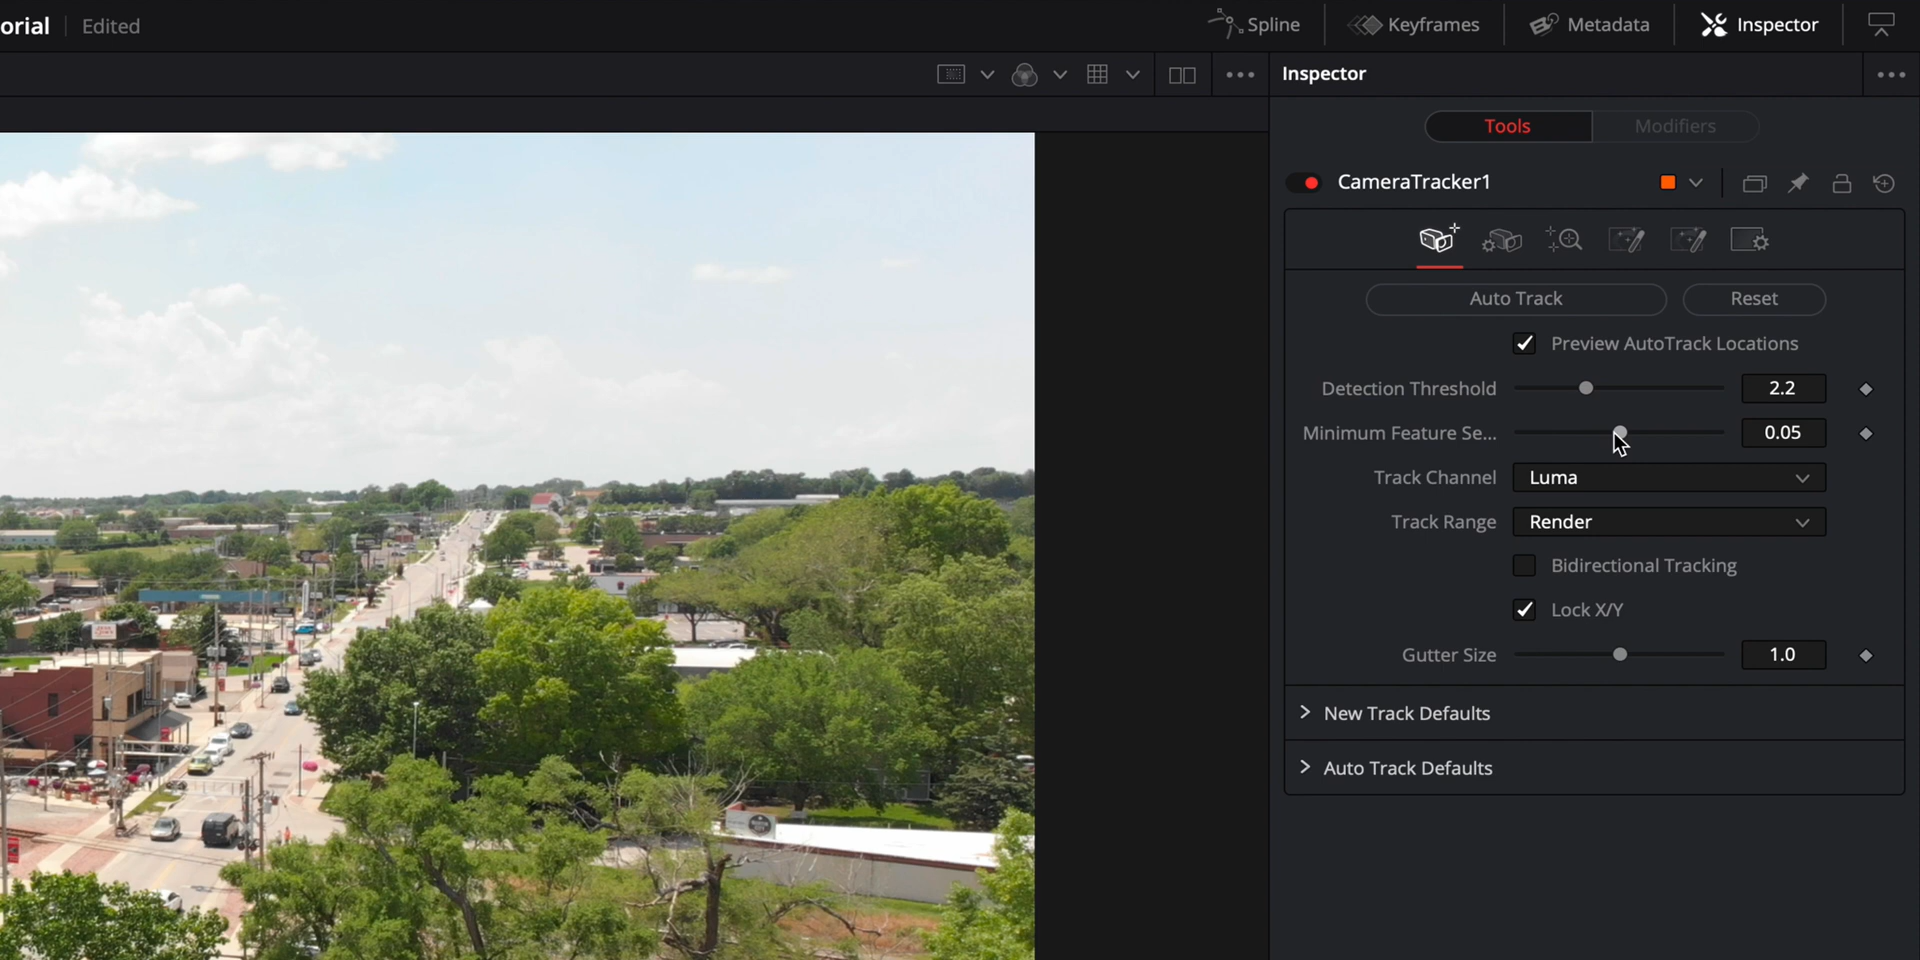 orial
Edited
Spline
Keyframes
Metadata
Inspector
Inspector
Tools
Modifiers
CameraTracker1
Auto Track
Reset
Preview AutoTrack Locations
Detection Threshold
2.2
Minimum Feature Se...
0.05
Track Channel
Luma
Track Range
Render
Bidirectional Tracking
Lock X/Y
Gutter Size
1.0
New Track Defaults
Auto Track Defaults